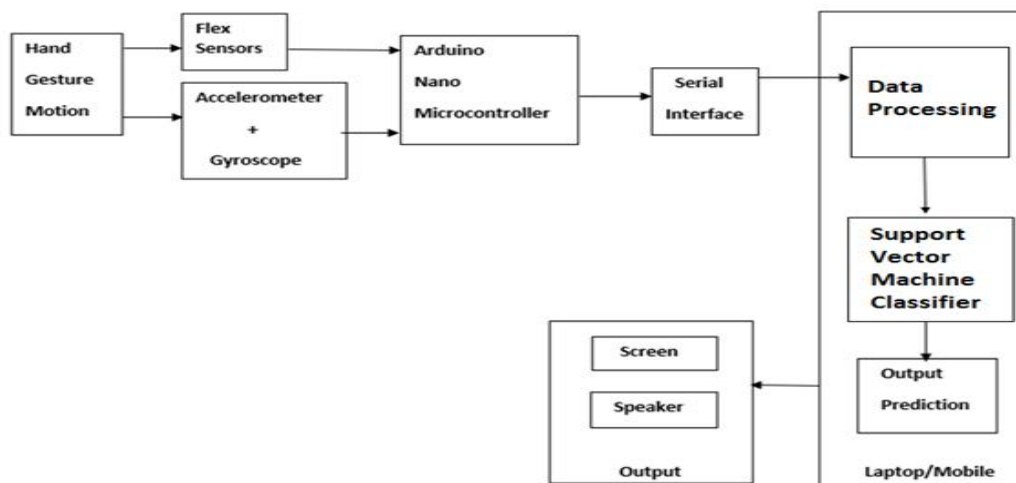 Hand
Gesture
Motion
Flex
Sensors
Accelerometer
+
Gyroscope
Arduino
Nano
Microcontroller
Serial
Interface
Data
Processing
Support
Vector
Machine
Classifier
Output
Prediction
Laptop/Mobile
Screen
Speaker
Output